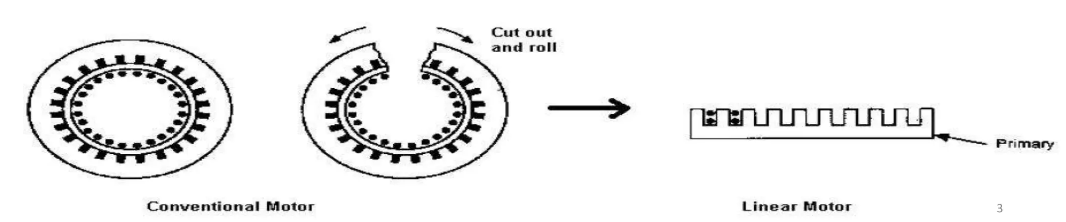 Cut out
and roll
Primary
Conventional Motor
Linear Motor
3